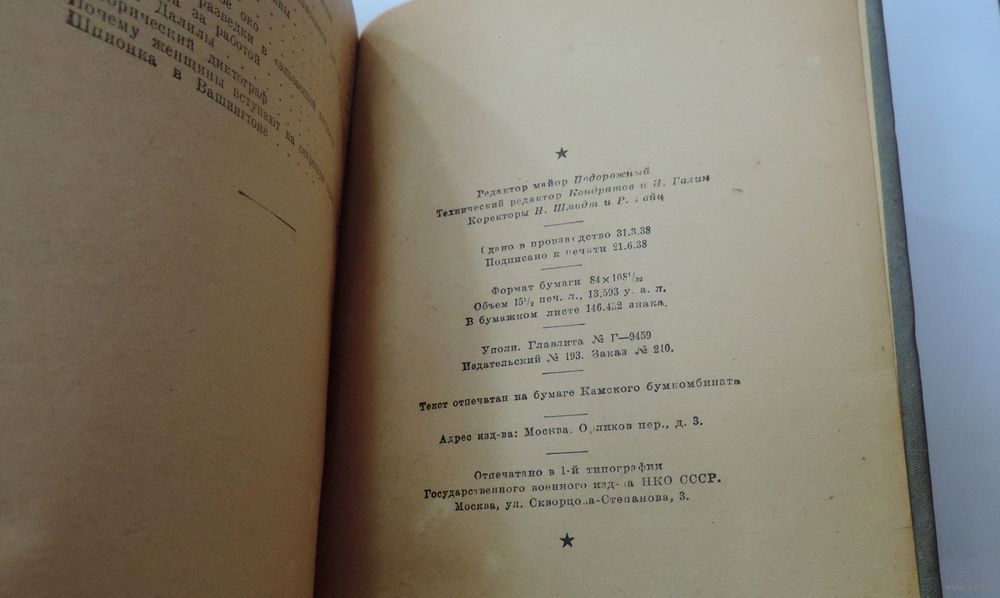 разведки в
око .
за работой .
Далилы . . .
диктограф . . .
Почему женщины вступают на
Шпионка в Вашингтоне . . .
★
Редактор майор Подорожный
Технический редактор Кондратов и И. Галин
Коректоры Н. Шмидт и Р.
Сдано в производство 31.3.38
Подписано к печати 21.6.38
Формат бумаги 84×108¹/₃₂
Объем 15¹/₂ печ. л., 13,593 у. а. л.
В бумажном листе 146.432 знака.
Уполн. Главлита № Г—9459
Издательский № 193. Заказ № 210.
Текст отпечатан на бумаге Камского бумкомбината
Адрес изд-ва: Москва. Орликов пер., д. 3.
Отпечатано в 1-й типографии
Государственного военного изд-ва НКО СССР.
Москва, ул. Скворцова-Степанова, 3.
★